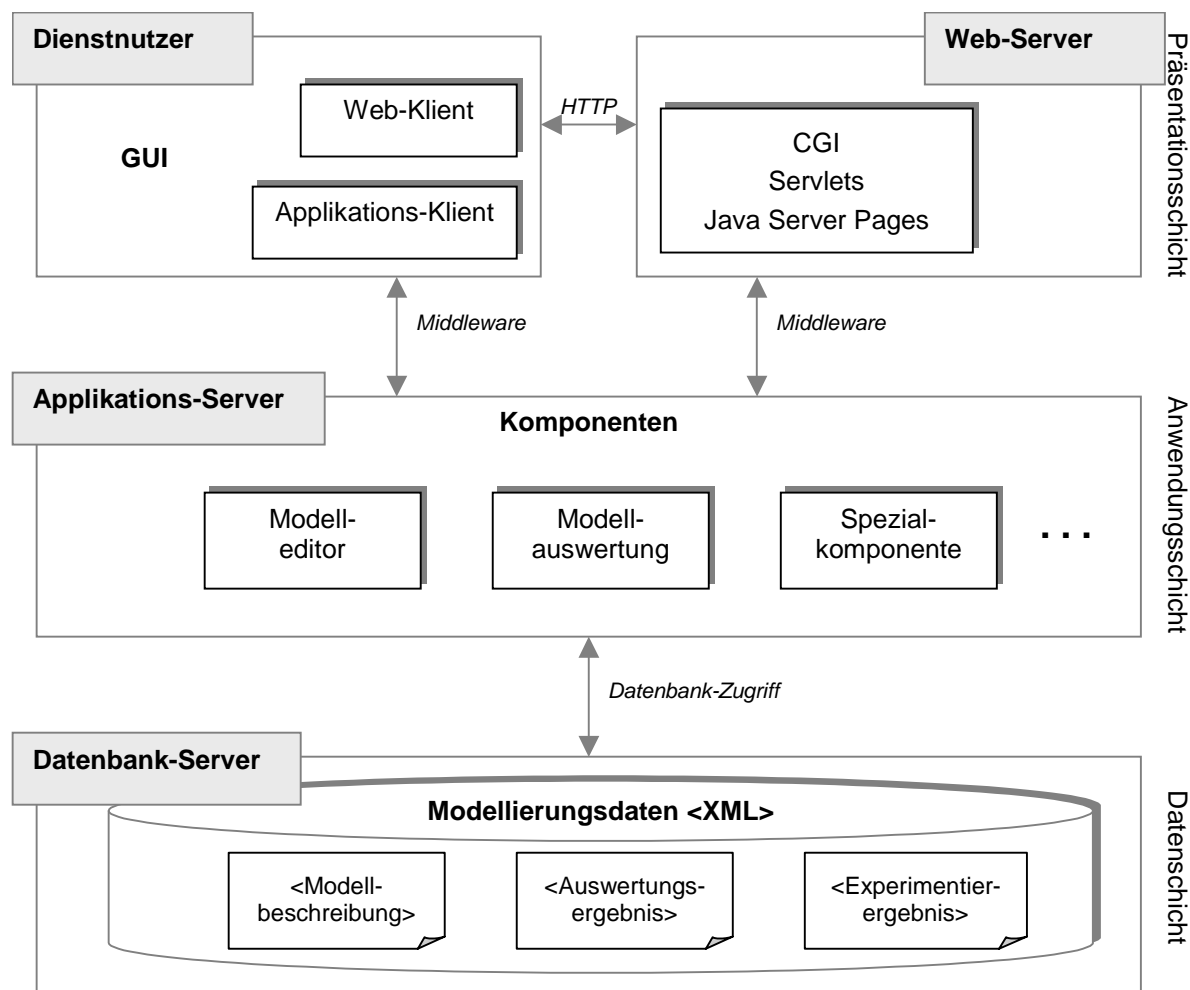 Dienstnutzer
Web-Server
Präsentationsschicht
Web-Klient
HTTP
GUI
Applikations-Klient
CGI
Servlets
Java Server Pages
Middleware
Middleware
Applikations-Server
Komponenten
Anwendungsschicht
Modell-
editor
Modell-
auswertung
Spezial-
komponente
. . .
Datenbank-Zugriff
Datenbank-Server
Modellierungsdaten <XML>
Datenschicht
<Modell-
beschreibung>
<Auswertungs-
ergebnis>
<Experimentier-
ergebnis>